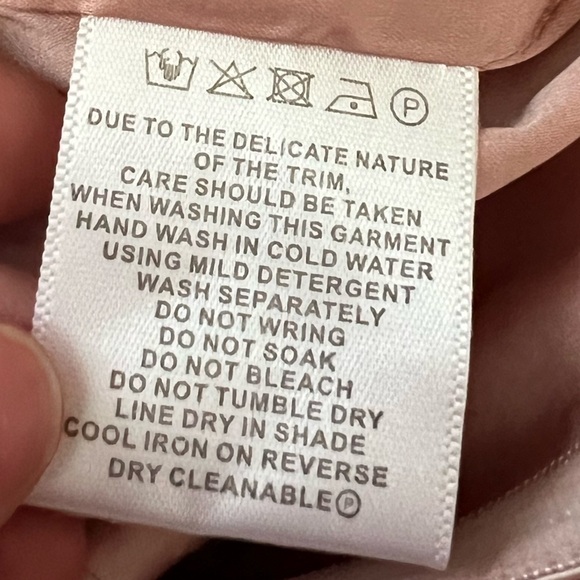 P
DUE TO THE DELICATE NATURE
OF THE TRIM,
CARE SHOULD BE TAKEN
WHEN WASHING THIS GARMENT
HAND WASH IN COLD WATER
USING MILD DETERGENT
WASH SEPARATELY
DO NOT WRING
DO NOT SOAK
DO NOT BLEACH
DO NOT TUMBLE DRY
LINE DRY IN SHADE
COOL IRON ON REVERSE
DRY CLEANABLE Ⓟ